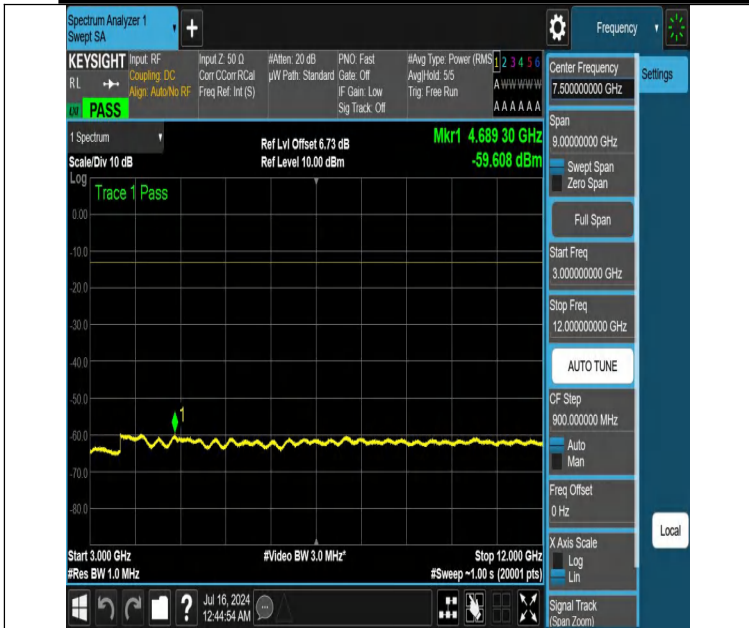 Spectrum Analyzer 1
Swept SA
Frequency
KEYSIGHT
RL
PASS
Input: RF
Coupling: DC
Align: Auto/No RF
Input Z: 50 Ω
Corr CCorr RCal
Freq Ref: Int (S)
#Atten: 20 dB
µW Path: Standard
PNO: Fast
Gate: Off
IF Gain: Low
Sig Track: Off
#Avg Type: Power (RMS
Avg|Hold: 5/5
Trig: Free Run
1 2 3 4 5 6
A W W W W W
A A A A A A
1 Spectrum
Scale/Div 10 dB
Ref Lvl Offset 6.73 dB
Ref Level 10.00 dBm
Mkr1 4.689 30 GHz
-59.608 dBm
Log
Trace 1 Pass
0.00
-10.0
-20.0
-30.0
-40.0
-50.0
-60.0
-70.0
-80.0
1
Start 3.000 GHz
#Res BW 1.0 MHz
#Video BW 3.0 MHz*
Stop 12.000 GHz
#Sweep ~1.00 s (20001 pts)
Center Frequency
7.500000000 GHz
Settings
Span
9.00000000 GHz
Swept Span
Zero Span
Full Span
Start Freq
3.000000000 GHz
Stop Freq
12.000000000 GHz
AUTO TUNE
CF Step
900.000000 MHz
Auto
Man
Freq Offset
0 Hz
X Axis Scale
Log
Lin
Signal Track
(Span Zoom)
Local
?
Jul 16, 2024
12:44:54 AM